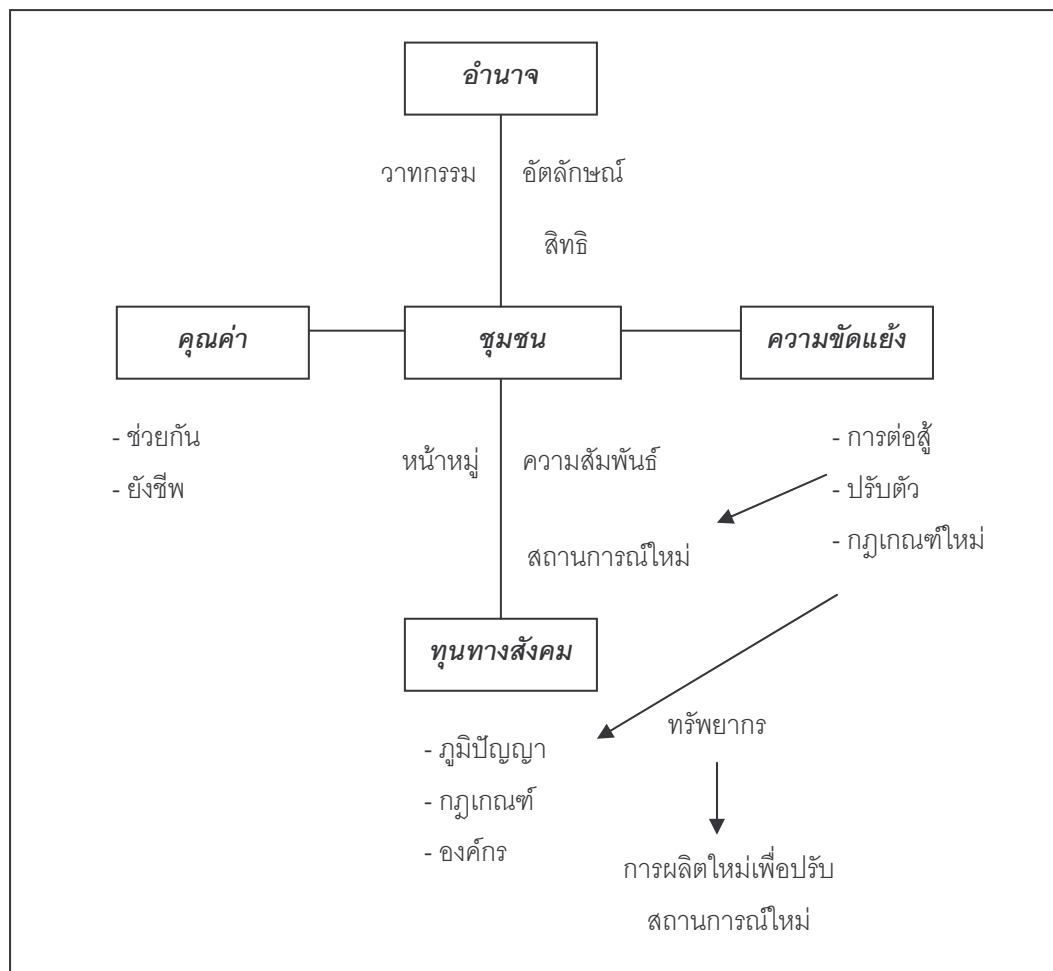 อำนาจ
วาทกรรม อัตลักษณ์
สิทธิ
คุณค่า ชุมชน ความขัดแย้ง
- ช่วยกัน
- ยังชีพ
หน้าหมู่ ความสัมพันธ์
สถานการณ์ใหม่
- การต่อสู้
- ปรับตัว
- กฎเกณฑ์ใหม่
ทุนทางสังคม
- ภูมิปัญญา
- กฎเกณฑ์
- องค์กร
ทรัพยากร
การผลิตใหม่เพื่อปรับ
สถานการณ์ใหม่